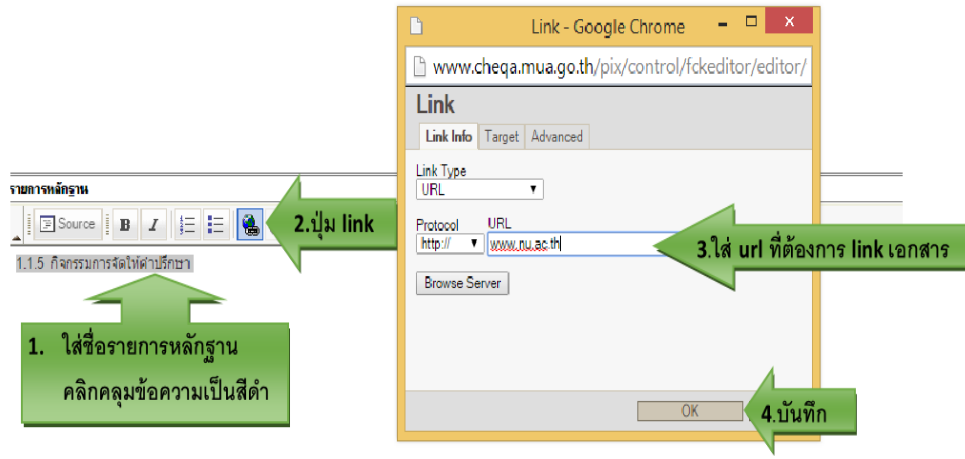 Link - Google Chrome
www.cheqa.mua.go.th/pix/control/fckeditor/editor/
Link
Link Info Target Advanced
Link Type
URL
Protocol URL
http:// www.nu.ac.th
Browse Server
OK
รายการหลักฐาน
Source B I
1.1.5 กิจกรรมการจัดให้คำปรึกษา
1. ใส่ชื่อรายการหลักฐาน
คลิกคลุมข้อความเป็นสีดำ
2.ปุ่ม link
3.ใส่ url ที่ต้องการ link เอกสาร
4.บันทึก